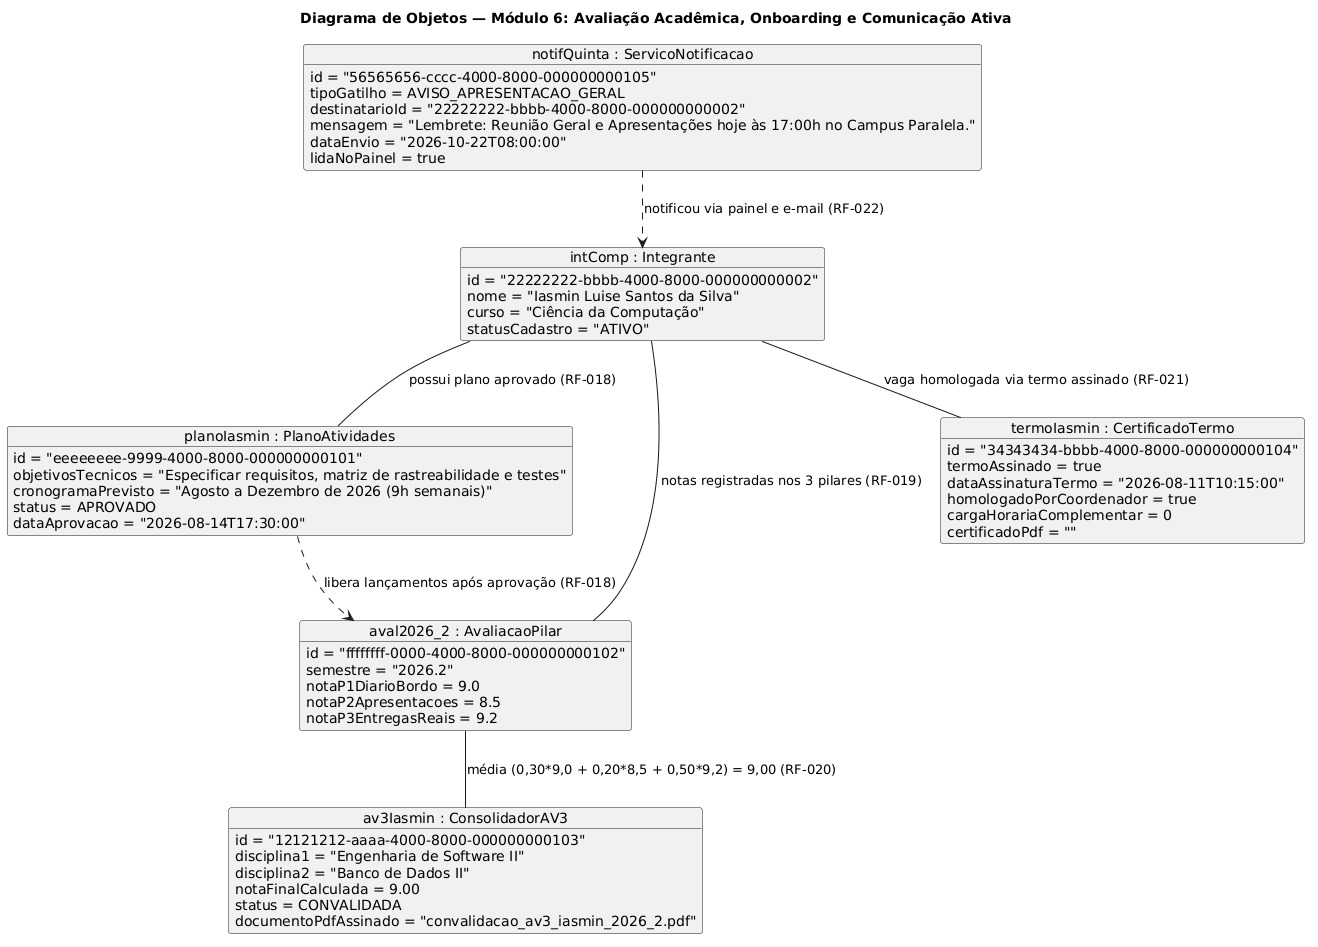 Diagrama de Objetos — Módulo 6: Avaliação Acadêmica, Onboarding e Comunicação Ativa
notifQuinta : ServicoNotificacao
id = "56565656-cccc-4000-8000-000000000105"
tipoGatilho = AVISO_APRESENTACAO_GERAL
destinatarioId = "22222222-bbbb-4000-8000-000000000002"
mensagem = "Lembrete: Reunião Geral e Apresentações hoje às 17:00h no Campus Paralela."
dataEnvio = "2026-10-22T08:00:00"
lidaNoPainel = true
notificou via painel e e-mail (RF-022)
intComp : Integrante
id = "22222222-bbbb-4000-8000-000000000002"
nome = "Iasmin Luise Santos da Silva"
curso = "Ciência da Computação"
statusCadastro = "ATIVO"
possui plano aprovado (RF-018)
vaga homologada via termo assinado (RF-021)
planoIasmin : PlanoAtividades
id = "eeeeeeee-9999-4000-8000-000000000101"
objetivosTecnicos = "Especificar requisitos, matriz de rastreabilidade e testes"
cronogramaPrevisto = "Agosto a Dezembro de 2026 (9h semanais)"
status = APROVADO
dataAprovacao = "2026-08-14T17:30:00"
notas registradas nos 3 pilares (RF-019)
termoIasmin : CertificadoTermo
id = "34343434-bbbb-4000-8000-000000000104"
termoAssinado = true
dataAssinaturaTermo = "2026-08-11T10:15:00"
homologadoPorCoordenador = true
cargaHorariaComplementar = 0
certificadoPdf = ""
libera lançamentos após aprovação (RF-018)
aval2026_2 : AvaliacaoPilar
id = "ffffffff-0000-4000-8000-000000000102"
semestre = "2026.2"
notaP1DiarioBordo = 9.0
notaP2Apresentacoes = 8.5
notaP3EntregasReais = 9.2
média (0,30*9,0 + 0,20*8,5 + 0,50*9,2) = 9,00 (RF-020)
av3Iasmin : ConsolidadorAV3
id = "12121212-aaaa-4000-8000-000000000103"
disciplina1 = "Engenharia de Software II"
disciplina2 = "Banco de Dados II"
notaFinalCalculada = 9.00
status = CONVALIDADA
documentoPdfAssinado = "convalidacao_av3_iasmin_2026_2.pdf"